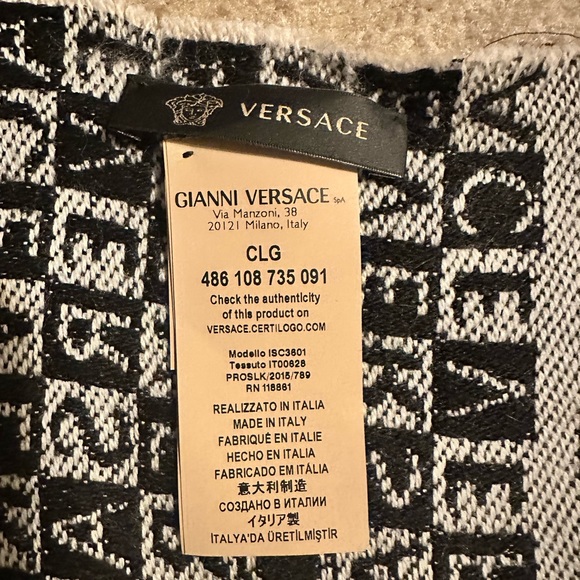 VERSACE
GIANNI VERSACE SpA
Via Manzoni, 38
20121 Milano, Italy
CLG
486 108 735 091
Check the authenticity
of this product on
VERSACE.CERTILOGO.COM
Modello ISC3601
Tessuto IT00628
PROSLK/2015/789
RN 118861
REALIZZATO IN ITALIA
MADE IN ITALY
FABRIQUÉ EN ITALIE
HECHO EN ITALIA
FABRICADO EM ITÁLIA
意大利制造
СОЗДАНО В ИТАЛИИ
イタリア製
İTALYA'DA ÜRETİLMİŞTİR